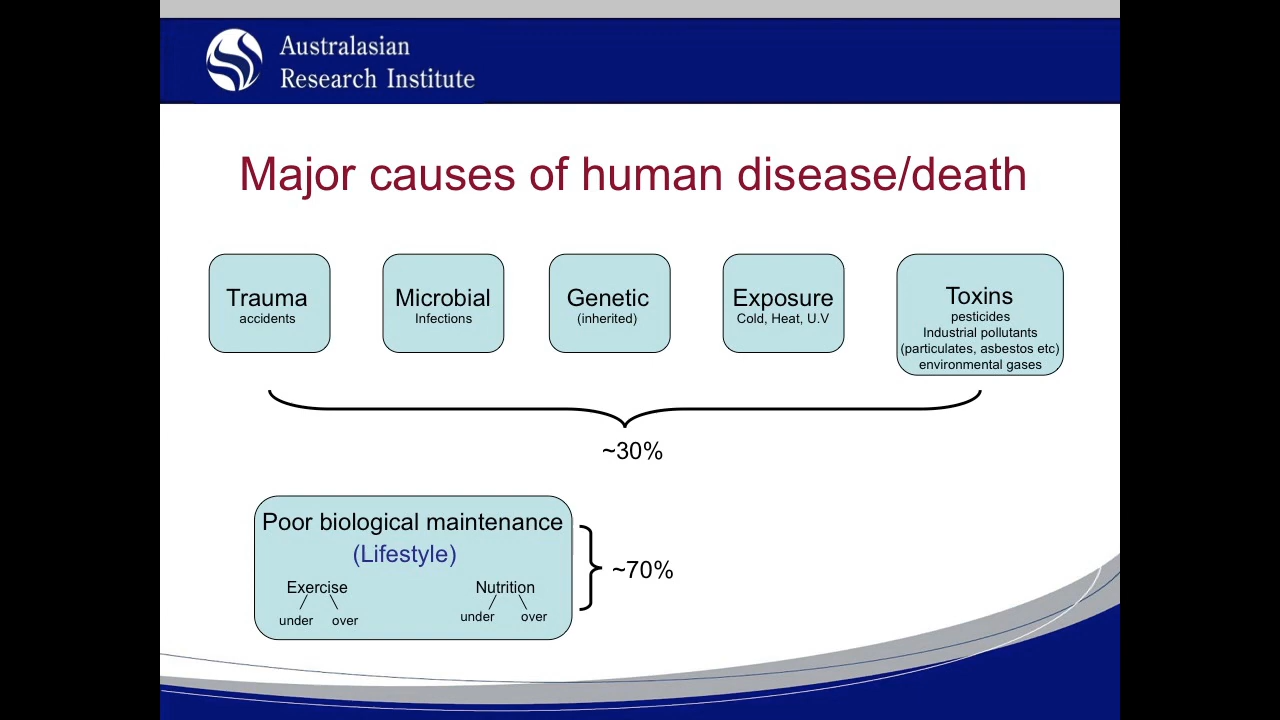 Australasian
Research Institute
Major causes of human disease/death
Trauma
accidents
Microbial
Infections
Genetic
(inherited)
Exposure
Cold, Heat, U.V
Toxins
pesticides
Industrial pollutants
(particulates, asbestos etc)
environmental gases
~30%
Poor biological maintenance
(Lifestyle)
Exercise
under over
Nutrition
under over
~70%